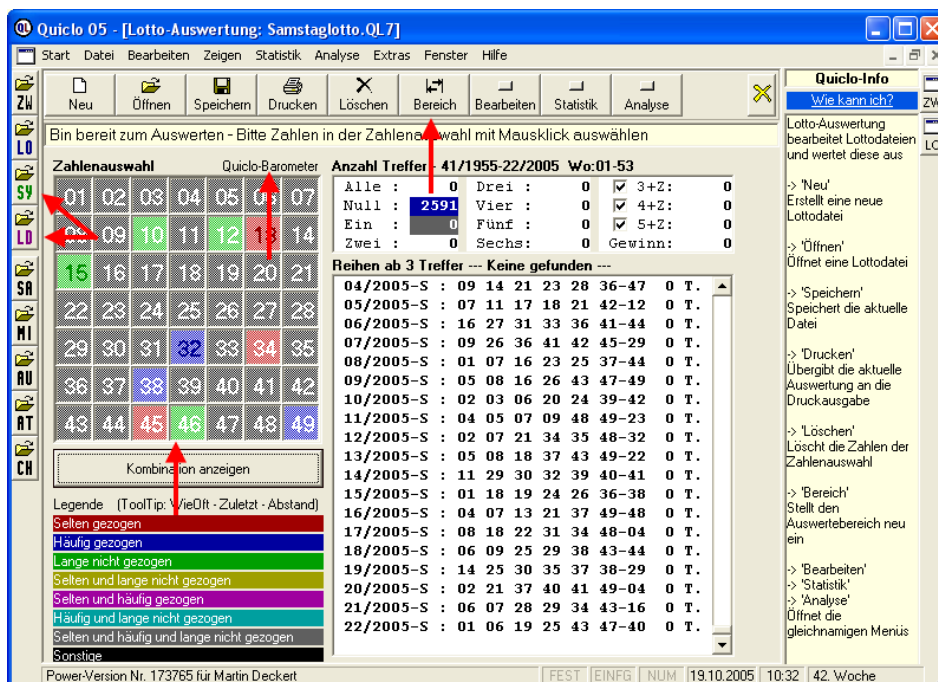 Quiclo 05 - [Lotto-Auswertung: Samstaglotto.QL7]
Start Datei Bearbeiten Zeigen Statistik Analyse Extras Fenster Hilfe
ZW
LO
SY
LD
SA
MI
AU
AT
CH
Neu Öffnen Speichern Drucken Löschen Bereich Bearbeiten Statistik Analyse
Bin bereit zum Auswerten - Bitte Zahlen in der Zahlenauswahl mit Mausklick auswählen
Zahlenauswahl Quiclo-Barometer
01 02 03 04 05 06 07
08 09 10 11 12 13 14
15 16 17 18 19 20 21
22 23 24 25 26 27 28
29 30 31 32 33 34 35
36 37 38 39 40 41 42
43 44 45 46 47 48 49
Kombination anzeigen
Legende (ToolTip: WieOft - Zuletzt - Abstand)
Selten gezogen
Häufig gezogen
Lange nicht gezogen
Selten und lange nicht gezogen
Selten und häufig gezogen
Häufig und lange nicht gezogen
Selten und häufig und lange nicht gezogen
Sonstige
Anzahl Treffer - 41/1955-22/2005 Wo:01-53
Alle : 0 Drei : 0 3+Z: 0
Null : 2591 Vier : 0 4+Z: 0
Ein : 0 Fünf : 0 5+Z: 0
Zwei : 0 Sechs: 0 Gewinn: 0
Reihen ab 3 Treffer --- Keine gefunden ---
04/2005-S : 09 14 21 23 28 36-47 0 T.
05/2005-S : 07 11 17 18 21 42-12 0 T.
06/2005-S : 16 27 31 33 36 41-44 0 T.
07/2005-S : 09 26 36 41 42 45-29 0 T.
08/2005-S : 01 07 16 23 25 37-44 0 T.
09/2005-S : 05 08 16 26 43 47-49 0 T.
10/2005-S : 02 03 06 20 24 39-42 0 T.
11/2005-S : 04 05 07 09 48 49-23 0 T.
12/2005-S : 02 07 21 34 35 48-32 0 T.
13/2005-S : 05 08 18 37 43 49-22 0 T.
14/2005-S : 11 29 30 32 39 40-41 0 T.
15/2005-S : 01 18 19 24 26 36-38 0 T.
16/2005-S : 04 07 13 21 37 49-48 0 T.
17/2005-S : 08 18 22 31 34 48-04 0 T.
18/2005-S : 06 09 25 29 38 43-44 0 T.
19/2005-S : 14 25 30 35 37 38-29 0 T.
20/2005-S : 02 21 37 40 41 49-04 0 T.
21/2005-S : 06 07 28 29 34 43-16 0 T.
22/2005-S : 01 06 19 25 43 47-40 0 T.
Quiclo-Info
Wie kann ich?
Lotto-Auswertung
bearbeitet Lottodateien
und wertet diese aus
-> 'Neu'
Erstellt eine neue
Lottodatei
-> 'Öffnen'
Öffnet eine Lottodatei
-> 'Speichern'
Speichert die aktuelle
Datei
-> 'Drucken'
Übergibt die aktuelle
Auswertung an die
Druckausgabe
-> 'Löschen'
Löscht die Zahlen der
Zahlenauswahl
-> 'Bereich'
Stellt den
Auswertebereich neu
ein
-> 'Bearbeiten'
-> 'Statistik'
-> 'Analyse'
Öffnet die
gleichnamigen Menüs
ZW
LO
Power-Version Nr. 173765 für Martin Deckert FEST EINFG NUM 19.10.2005 10:32 42. Woche